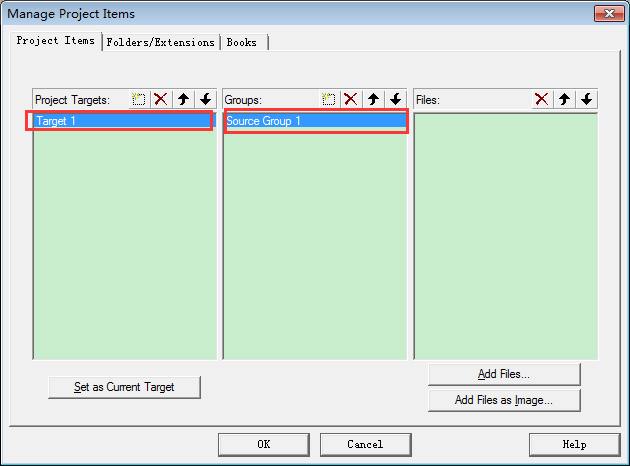 Manage Project Items
Project Items Folders/Extensions Books
Project Targets: Groups: Files:
Target 1 Source Group 1
Set as Current Target
Add Files...
Add Files as Image...
OK Cancel Help